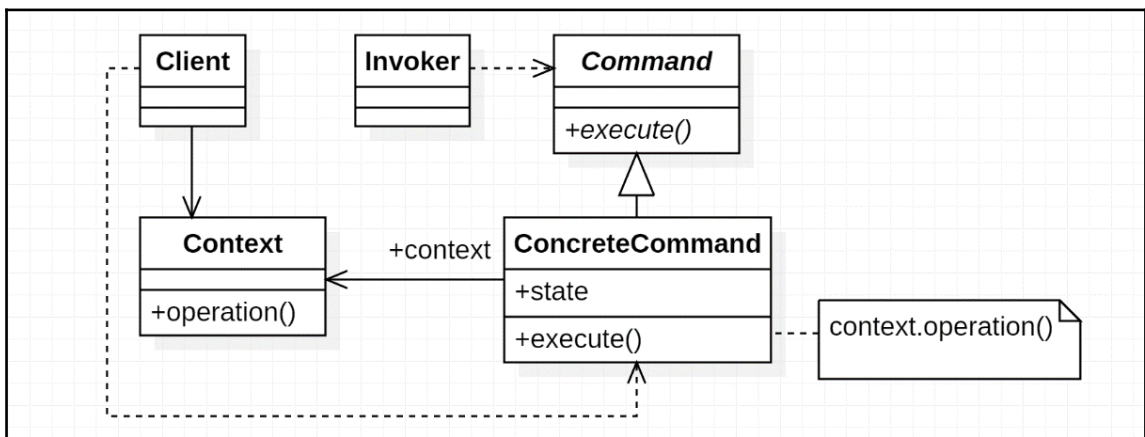 Client
Invoker
Command
+execute()
Context
+operation()
+context
ConcreteCommand
+state
+execute()
context.operation()